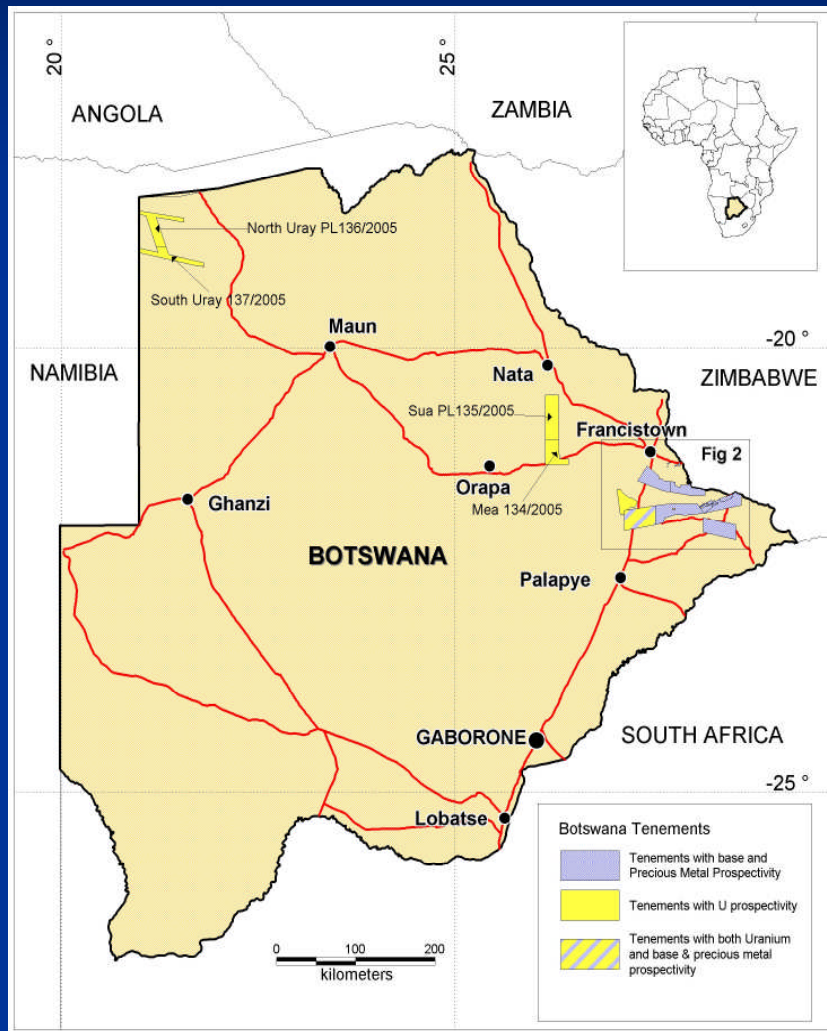 20 °
25 °
ANGOLA
ZAMBIA
North Uray PL136/2005
South Uray 137/2005
Maun
-20 °
NAMIBIA
Nata
ZIMBABWE
Sua PL135/2005
Francistown
Fig 2
Orapa
Ghanzi
Mea 134/2005
BOTSWANA
Palapye
GABORONE
SOUTH AFRICA
-25 °
Lobatse
Botswana Tenements
Tenements with base and
Precious Metal Prospectivity
Tenements with U prospectivity
Tenements with both Uranium
and base & precious metal
prospectivity
0 100 200
kilometers